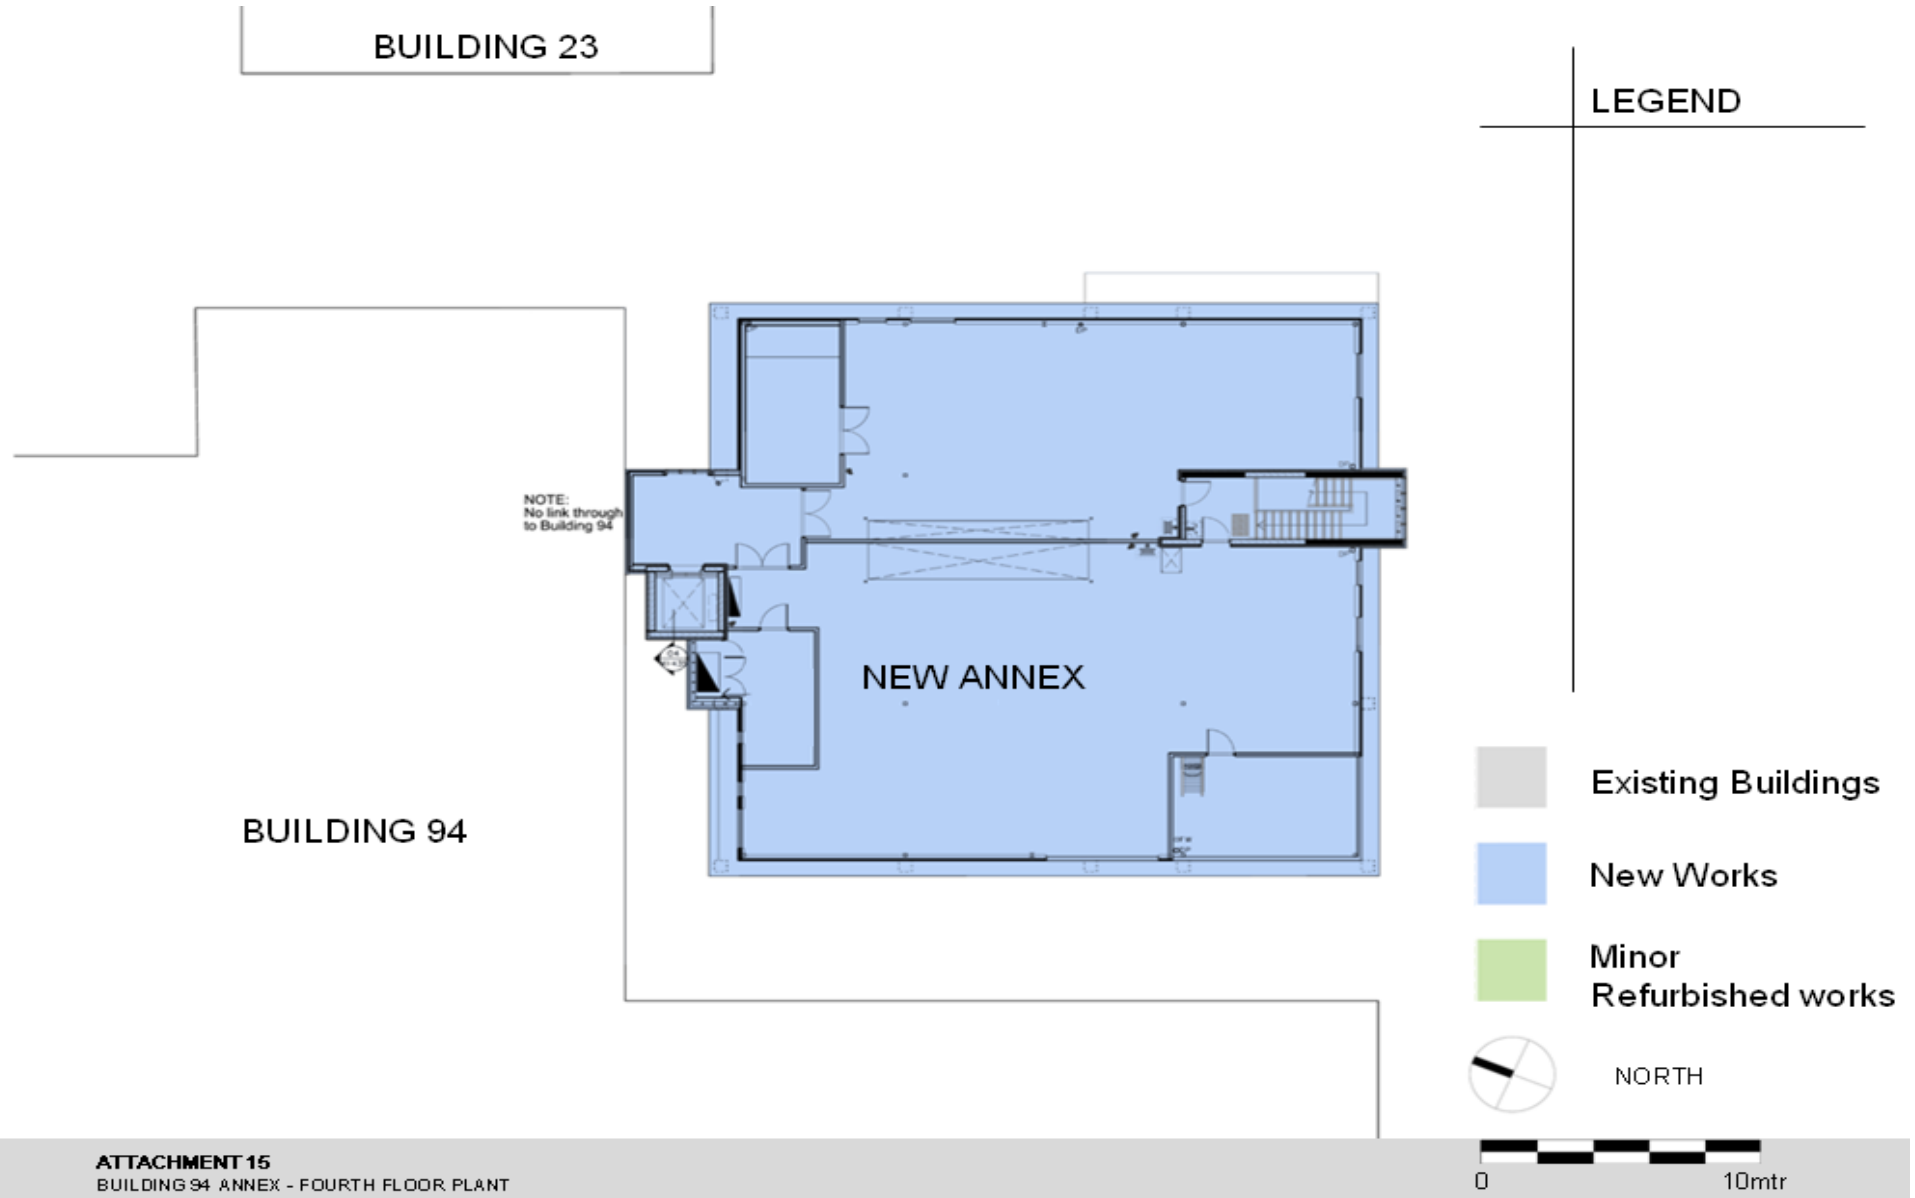 BUILDING 23
LEGEND
NOTE:
No link through
to Building 94
NEW ANNEX
BUILDING 94
Existing Buildings
New Works
Minor
Refurbished works
NORTH
ATTACHMENT 15
BUILDING 94 ANNEX - FOURTH FLOOR PLANT
0
10mtr